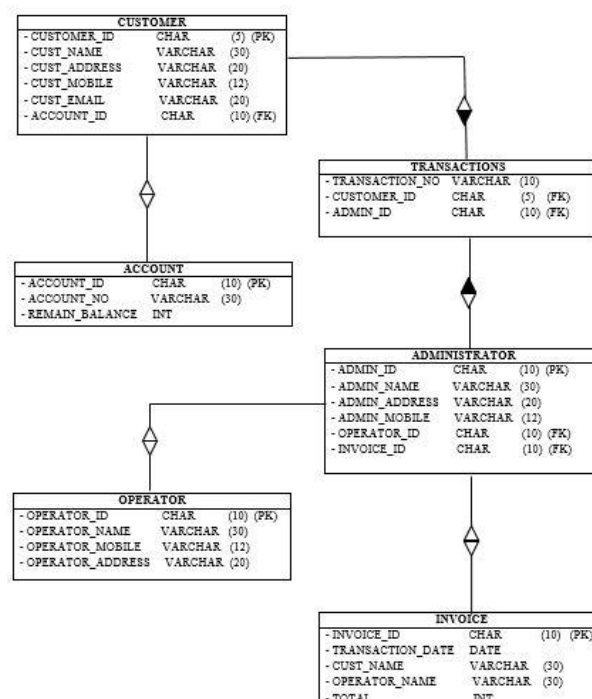 CUSTOMER
- CUSTOMER_ID CHAR (5) (PK)
- CUST_NAME VARCHAR (30)
- CUST_ADDRESS VARCHAR (20)
- CUST_MOBILE VARCHAR (12)
- CUST_EMAIL VARCHAR (20)
- ACCOUNT_ID CHAR (10) (FK)
TRANSACTIONS
- TRANSACTION_NO VARCHAR (10)
- CUSTOMER_ID CHAR (5) (FK)
- ADMIN_ID CHAR (10) (FK)
ACCOUNT
- ACCOUNT_ID CHAR (10) (PK)
- ACCOUNT_NO VARCHAR (30)
- REMAIN_BALANCE INT
ADMINISTRATOR
- ADMIN_ID CHAR (10) (PK)
- ADMIN_NAME VARCHAR (30)
- ADMIN_ADDRESS VARCHAR (20)
- ADMIN_MOBILE VARCHAR (12)
- OPERATOR_ID CHAR (10) (FK)
- INVOICE_ID CHAR (10) (FK)
OPERATOR
- OPERATOR_ID CHAR (10) (PK)
- OPERATOR_NAME VARCHAR (30)
- OPERATOR_MOBILE VARCHAR (12)
- OPERATOR_ADDRESS VARCHAR (20)
INVOICE
- INVOICE_ID CHAR (10) (PK)
- TRANSACTION_DATE DATE
- CUST_NAME VARCHAR (30)
- OPERATOR_NAME VARCHAR (30)
- TOTAL INT